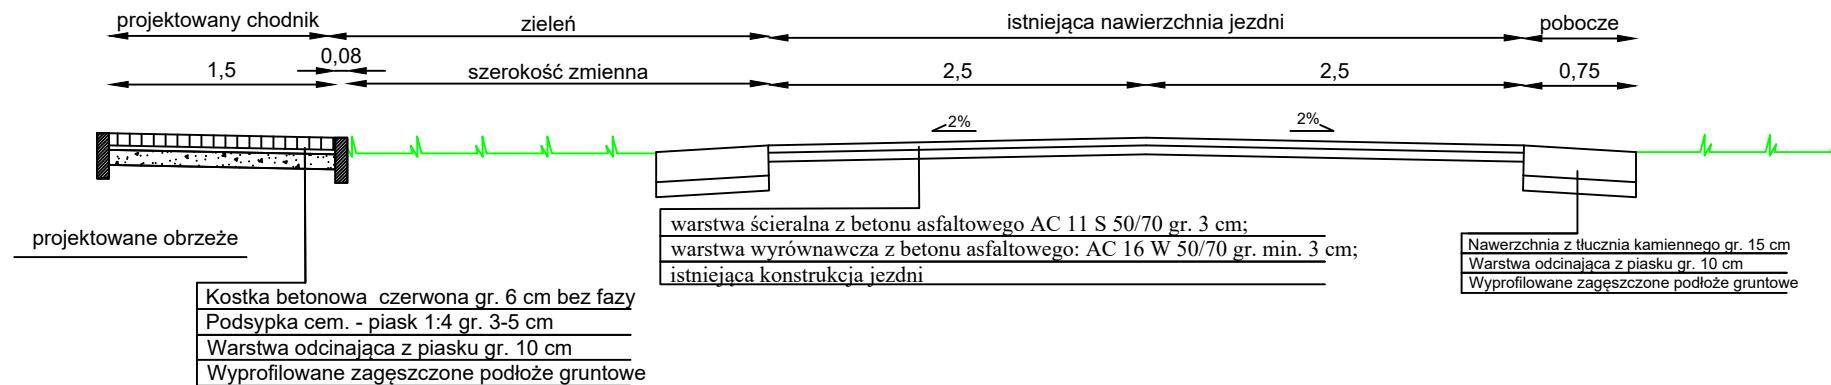 projektowany chodnik
zieleń
istniejąca nawierzchnia jezdni
pobocze
0,08
1,5
szerokość zmienna
2,5
2,5
0,75
2%
2%
projektowane obrzeże
warstwa ścieralna z betonu asfaltowego AC 11 S 50/70 gr. 3 cm;
warstwa wyrównawcza z betonu asfaltowego: AC 16 W 50/70 gr. min. 3 cm;
istniejąca konstrukcja jezdni
Nawerzchnia z tłucznia kamiennego gr. 15 cm
Warstwa odcinająca z piasku gr. 10 cm
Wyprofilowane zagęszczone podłoże gruntowe
Kostka betonowa czerwona gr. 6 cm bez fazy
Podsypka cem. - piask 1:4 gr. 3-5 cm
Warstwa odcinająca z piasku gr. 10 cm
Wyprofilowane zagęszczone podłoże gruntowe